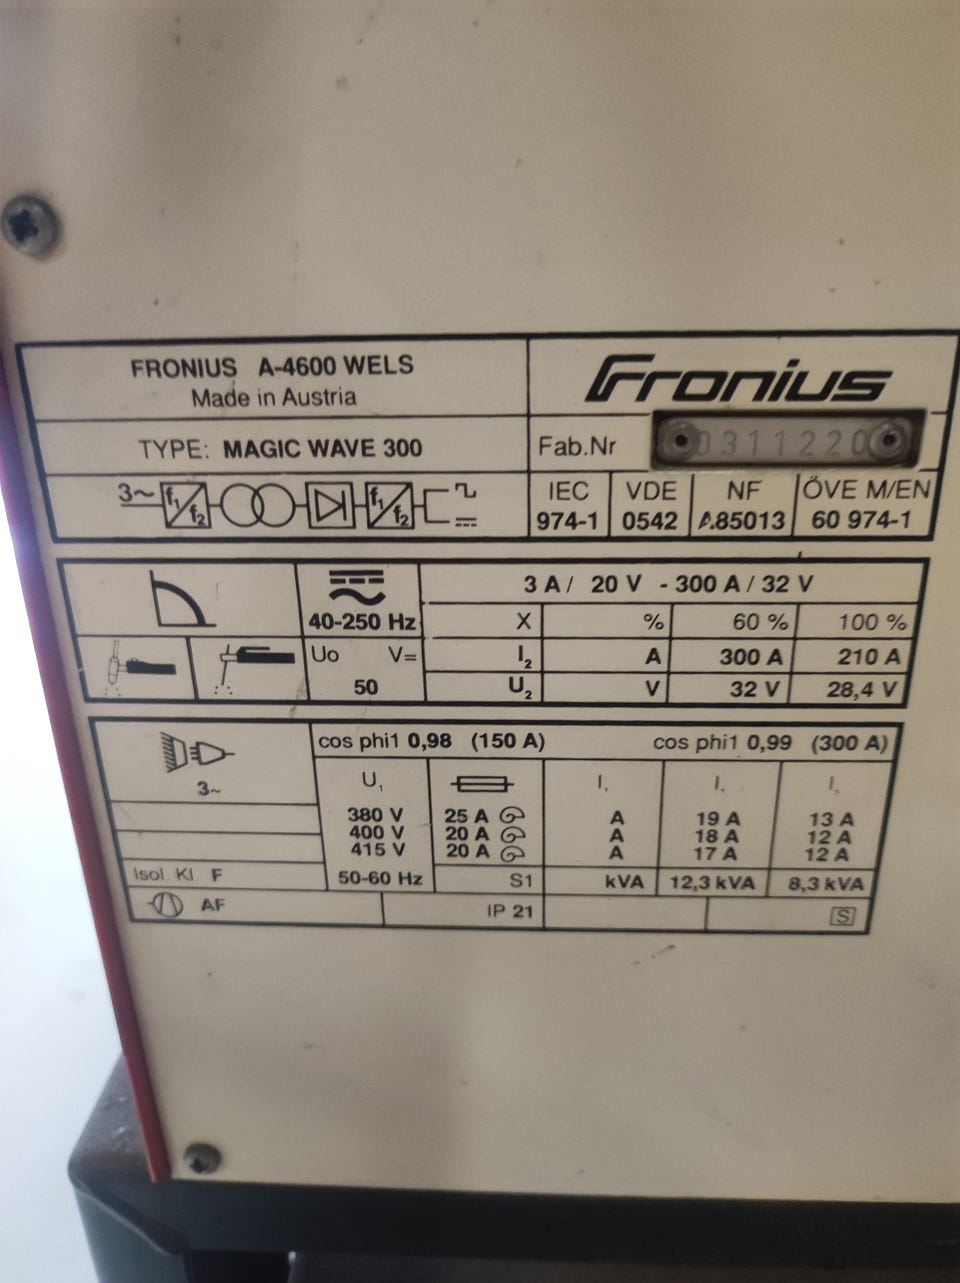 FRONIUS A-4600 WELS
Made in Austria
Fronius
TYPE: MAGIC WAVE 300
Fab.Nr 0311220
3~ f1 f2 f1 f2
IEC 974-1
VDE 0542
NF A85013
ÖVE M/EN 60 974-1
40-250 Hz
3 A / 20 V - 300 A / 32 V
X % 60 % 100 %
Uo V=
50
I2 A 300 A 210 A
U2 V 32 V 28,4 V
3~
cos phi1 0,98 (150 A) cos phi1 0,99 (300 A)
U1 I1 I1 I1
380 V 25 A A 19 A 13 A
400 V 20 A A 18 A 12 A
415 V 20 A A 17 A 12 A
Isol. Kl. F 50-60 Hz S1 kVA 12,3 kVA 8,3 kVA
AF IP 21 S